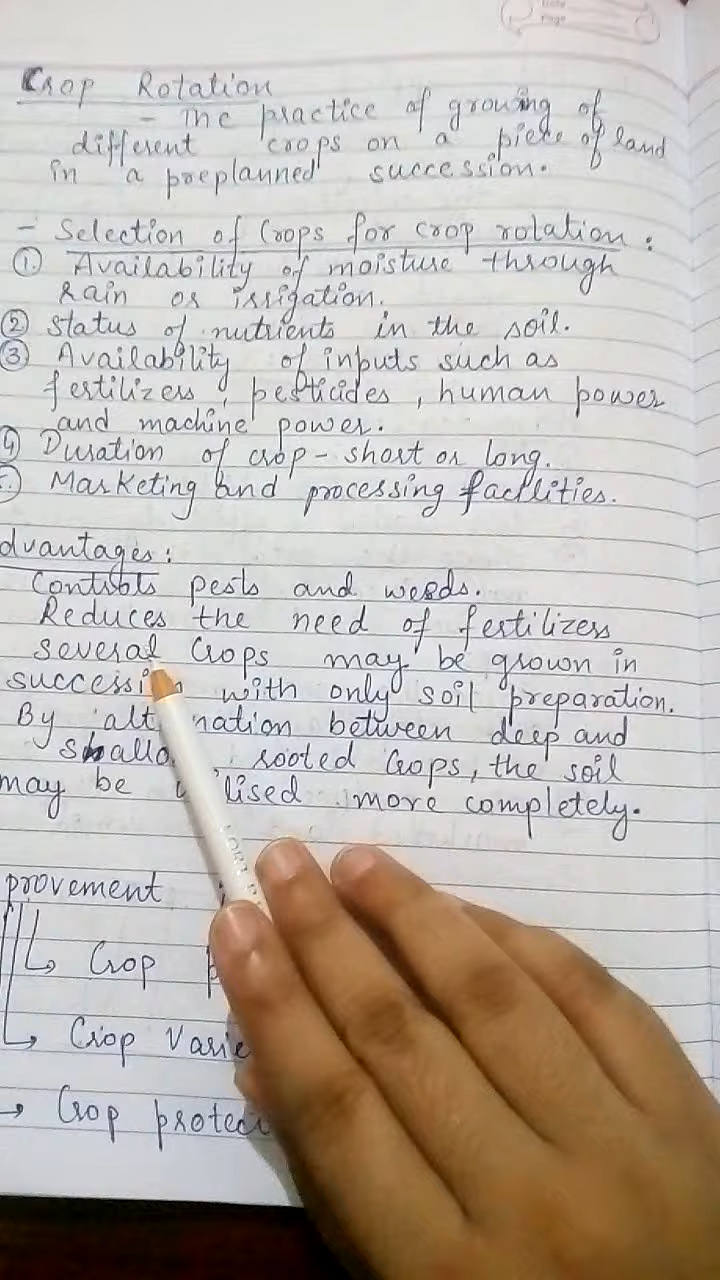 Crop Rotation
- The practice of growing of
different crops on a piece of land
in a preplanned succession.
- Selection of Crops for crop rotation:
① Availability of moisture through
rain or irrigation.
② Status of nutrients in the soil.
③ Availability of inputs such as
fertilizers, pesticides, human power
and machine power.
④ Duration of crop - short or long.
Marketing and processing facilities.
dvantages:
Controls pests and weeds.
Reduces the need of fertilizers
several Crops may be grown in
successi n with only soil preparation.
By alt nation between deep and
shallo rooted Crops, the soil
may be lised more completely.
provement
↳ Crop
↳ Crop Varie
→ Crop protec